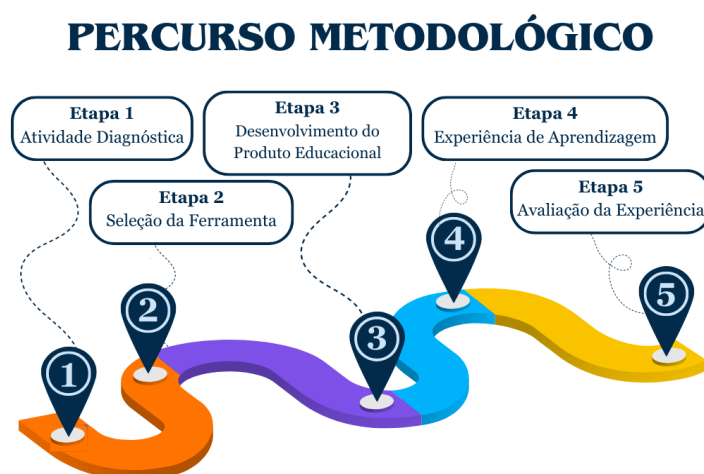 PERCURSO METODOLÓGICO
Etapa 1
Atividade Diagnóstica
Etapa 2
Seleção da Ferramenta
Etapa 3
Desenvolvimento do
Produto Educacional
Etapa 4
Experiência de Aprendizagem
Etapa 5
Avaliação da Experiência
1
2
3
4
5